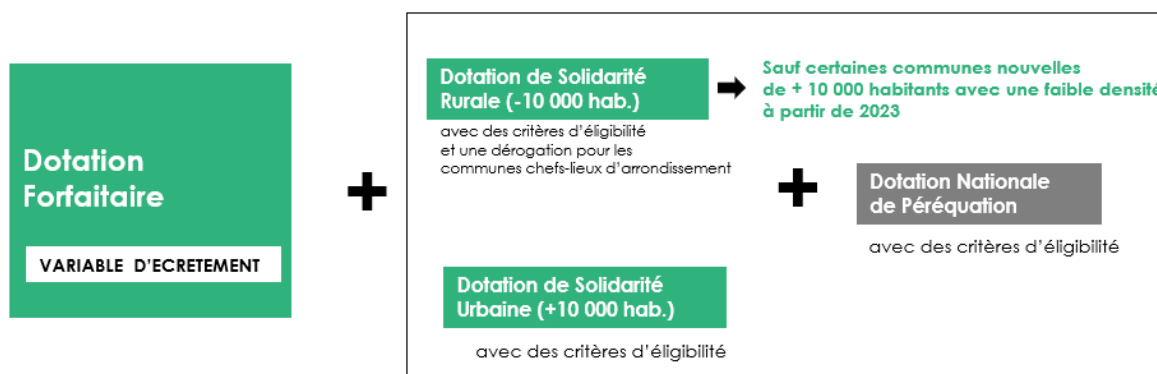 Dotation
Forfaitaire
VARIABLE D'ECRETEMENT
+
Dotation de Solidarité
Rurale (-10 000 hab.)
avec des critères d'éligibilité
et une dérogation pour les
communes chefs-lieux d'arrondissement
Sauf certaines communes nouvelles
de + 10 000 habitants avec une faible densité
à partir de 2023
Dotation de Solidarité
Urbaine (+10 000 hab.)
avec des critères d'éligibilité
+
Dotation Nationale
de Péréquation
avec des critères d'éligibilité